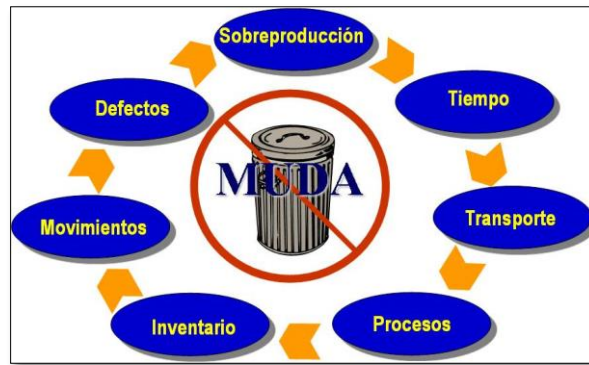 Sobreproducción
Tiempo
Transporte
Procesos
Inventario
Movimientos
Defectos
MUDA